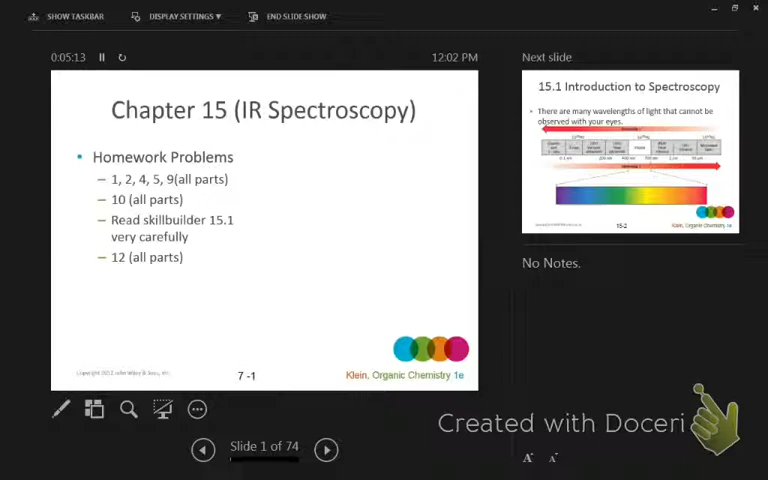 SHOW TASKBAR
DISPLAY SETTINGS ▼
END SLIDE SHOW
0:05:13
12:02 PM
Chapter 15 (IR Spectroscopy)
• Homework Problems
– 1, 2, 4, 5, 9(all parts)
– 10 (all parts)
– Read skillbuilder 15.1
very carefully
– 12 (all parts)
7 -1
Klein, Organic Chemistry 1e
Next slide
15.1 Introduction to Spectroscopy
• There are many wavelengths of light that cannot be
observed with your eyes.
15-2
Klein, Organic Chemistry 1e
No Notes.
Created with Doceri
Slide 1 of 74
A A